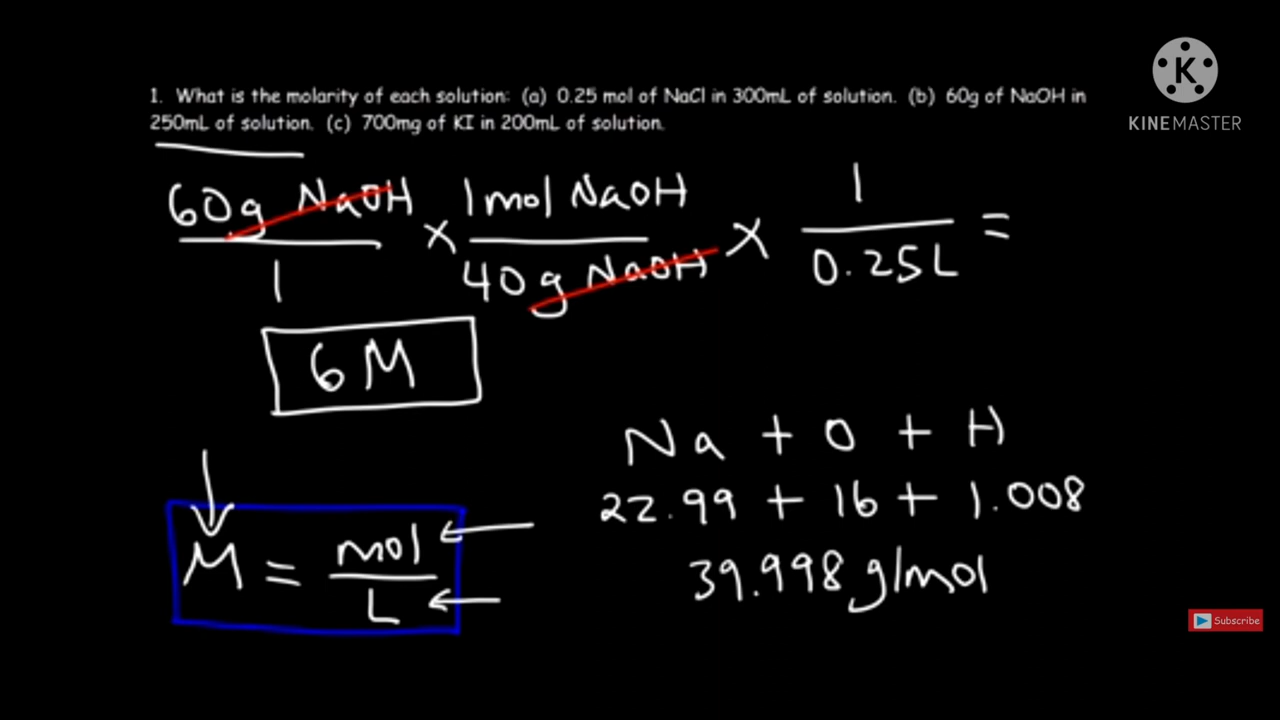 K
KINEMASTER
1. What is the molarity of each solution: (a) 0.25 mol of NaCl in 300mL of solution. (b) 60g of NaOH in
250mL of solution. (c) 700mg of KI in 200mL of solution.
60g NaOH
1
×
1 mol NaOH
40g NaOH
×
1
0.25L
=
6M
M = mol
L
Na + O + H
22.99 + 16 + 1.008
39.998 g/mol
Subscribe